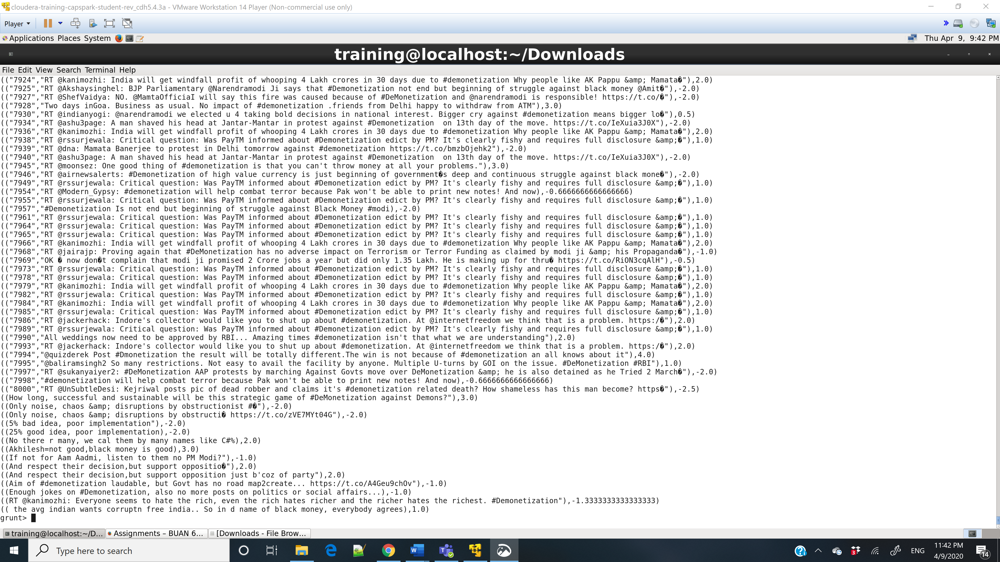 cloudera-training-capspark-student-rev_cdh5.4.3a - VMware Workstation 14 Player (Non-commercial use only)
Player
Applications Places System Thu Apr 9, 9:42 PM
training@localhost:~/Downloads
File Edit View Search Terminal Help
(("7924","RT @kanimozhi: India will get windfall profit of whooping 4 Lakh crores in 30 days due to #demonetization Why people like AK Pappu &amp; Mamata�"),2.0)
(("7925","RT @Akshaysinghel: BJP Parliamentary @Narendramodi Ji says that #Demonetization not end but beginning of struggle against black money @Amit�"),-2.0)
(("7927","RT @ShefVaidya: NO. @MamtaOfficiaI will say this fire was caused because of #DeMonetization and @narendramodi is responsible! https://t.co/�"),-2.0)
(("7928","Two days inGoa. Business as usual. No impact of #demonetization .friends from Delhi happy to withdraw from ATM"),3.0)
(("7930","RT @indianyogi: @narendramodi we elected u 4 taking bold decisions in national interest. Bigger cry against #demonetization means bigger lo�"),0.5)
(("7934","RT @ashu3page: A man shaved his head at Jantar-Mantar in protest against #Demonetization  on 13th day of the move. https://t.co/IeXuia3J0X"),-2.0)
(("7936","RT @kanimozhi: India will get windfall profit of whooping 4 Lakh crores in 30 days due to #demonetization Why people like AK Pappu &amp; Mamata�"),2.0)
(("7938","RT @rssurjewala: Critical question: Was PayTM informed about #Demonetization edict by PM? It's clearly fishy and requires full disclosure &amp;�"),1.0)
(("7939","RT @dna: Mamata Banerjee to protest in Delhi tomorrow against #demonetization https://t.co/bmzbOjehk2"),-2.0)
(("7940","RT @ashu3page: A man shaved his head at Jantar-Mantar in protest against #Demonetization  on 13th day of the move. https://t.co/IeXuia3J0X"),-2.0)
(("7945","RT @moonsez: One good thing of #demonetization is that you can't throw money at all your problems."),3.0)
(("7946","RT @airnewsalerts: #Demonetization of high value currency is just beginning of government�s deep and continuous struggle against black mone�"),-2.0)
(("7949","RT @rssurjewala: Critical question: Was PayTM informed about #Demonetization edict by PM? It's clearly fishy and requires full disclosure &amp;�"),1.0)
(("7954","RT @Modern_Gypsy: #demonetization will help combat terror because Pak won't be able to print new notes! And now),-0.6666666666666666)
(("7955","RT @rssurjewala: Critical question: Was PayTM informed about #Demonetization edict by PM? It's clearly fishy and requires full disclosure &amp;�"),1.0)
(("7957","#Demonetization Is not end but beginning of struggle against Black Money #modi),-2.0)
(("7961","RT @rssurjewala: Critical question: Was PayTM informed about #Demonetization edict by PM? It's clearly fishy and requires full disclosure &amp;�"),1.0)
(("7964","RT @rssurjewala: Critical question: Was PayTM informed about #Demonetization edict by PM? It's clearly fishy and requires full disclosure &amp;�"),1.0)
(("7965","RT @rssurjewala: Critical question: Was PayTM informed about #Demonetization edict by PM? It's clearly fishy and requires full disclosure &amp;�"),1.0)
(("7966","RT @kanimozhi: India will get windfall profit of whooping 4 Lakh crores in 30 days due to #demonetization Why people like AK Pappu &amp; Mamata�"),2.0)
(("7968","RT @jairajp: Proving again that #DeMonetization has no adverse impact on Terrorism or Terror Funding as claimed by modi ji &amp; his Propaganda�"),-1.0)
(("7969","OK � now don�t complain that modi ji promised 2 Crore jobs a year but did only 1.35 Lakh. He is making up for thru� https://t.co/RiON3cqAlH"),-0.5)
(("7973","RT @rssurjewala: Critical question: Was PayTM informed about #Demonetization edict by PM? It's clearly fishy and requires full disclosure &amp;�"),1.0)
(("7978","RT @rssurjewala: Critical question: Was PayTM informed about #Demonetization edict by PM? It's clearly fishy and requires full disclosure &amp;�"),1.0)
(("7979","RT @kanimozhi: India will get windfall profit of whooping 4 Lakh crores in 30 days due to #demonetization Why people like AK Pappu &amp; Mamata�"),2.0)
(("7982","RT @rssurjewala: Critical question: Was PayTM informed about #Demonetization edict by PM? It's clearly fishy and requires full disclosure &amp;�"),1.0)
(("7984","RT @kanimozhi: India will get windfall profit of whooping 4 Lakh crores in 30 days due to #demonetization Why people like AK Pappu &amp; Mamata�"),2.0)
(("7985","RT @rssurjewala: Critical question: Was PayTM informed about #Demonetization edict by PM? It's clearly fishy and requires full disclosure &amp;�"),1.0)
(("7986","RT @jackerhack: Indore's collector would like you to shut up about #demonetization. At @internetfreedom we think that is a problem. https:/�"),2.0)
(("7989","RT @rssurjewala: Critical question: Was PayTM informed about #Demonetization edict by PM? It's clearly fishy and requires full disclosure &amp;�"),1.0)
(("7990","All weddings now need to be approved by RBI... Amazing times #demonetization isn't that what we are understanding"),2.0)
(("7993","RT @jackerhack: Indore's collector would like you to shut up about #demonetization. At @internetfreedom we think that is a problem. https:/�"),2.0)
(("7994","@quizderek Post #Dmonetization the result will be totally different.The win is not because of #demonetization an all knows about it"),4.0)
(("7995","@baliramsingh2 So many restrictions. Not easy to avail the facility by anyone. Multiple U-turns by GOI on the issue. #DeMonetization #RBI"),1.0)
(("7997","RT @sukanyaiyer2: #DeMonetization AAP protests by marching Against Govts move over DeMonetization &amp; he is also detained as he Tried 2 March�"),-2.0)
(("7998","#demonetization will help combat terror because Pak won't be able to print new notes! And now),-0.6666666666666666)
(("8000","RT @UnSubtleDesi: Kejriwal posts pic of dead robber and claims it's #demonetization related death? How shameless has this man become? https�"),-2.5)
((How long, successful and sustainable will be this strategic game of #DeMonetization against Demons?"),3.0)
((Only noise, chaos &amp; disruptions by obstructionist #�"),-2.0)
((Only noise, chaos &amp; disruptions by obstructi� https://t.co/zVE7MYt04G"),-2.0)
((5% bad idea, poor implementation"),-2.0)
((25% good idea, poor implementation),-2.0)
((No there r many, we cal them by many names like C#%),2.0)
((Akhilesh=not good,black money is good),3.0)
((If not for Aam Aadmi, listen to them no PM Modi?"),-1.0)
((And respect their decision,but support oppositio�"),2.0)
((And respect their decision,but support opposition just b'coz of party"),2.0)
((Aim of #demonetization laudable, but Govt has no road map2create... https://t.co/A4Geu9chOv"),-1.0)
((Enough jokes on #Demonetization, also no more posts on politics or social affairs...),-1.0)
((RT @kanimozhi: Everyone seems to hate the rich, even the rich hates richer and the richer hates the richest. #Demonetization"),-1.3333333333333333)
(( the avg indian wants corruptn free india.. So in d name of black money, everybody agrees),1.0)
grunt>
training@localhost:~/D... Assignments – BUAN 6... [Downloads - File Brow...
Type here to search
ENG
11:42 PM
4/9/2020
3
14